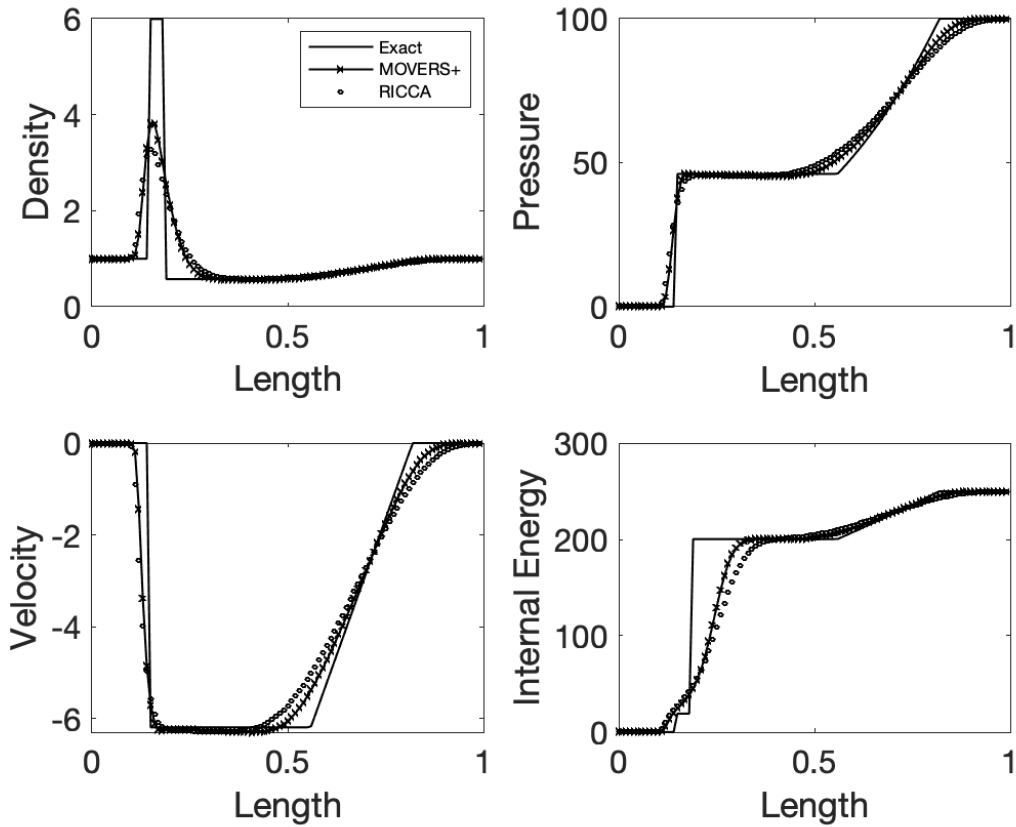 6
4
2
0
Density
Exact
MOVERS+
RICCA
0
0.5
1
Length
100
50
0
Pressure
0
0.5
1
Length
0
-2
-4
-6
Velocity
0
0.5
1
Length
300
200
100
0
Internal Energy
0
0.5
1
Length